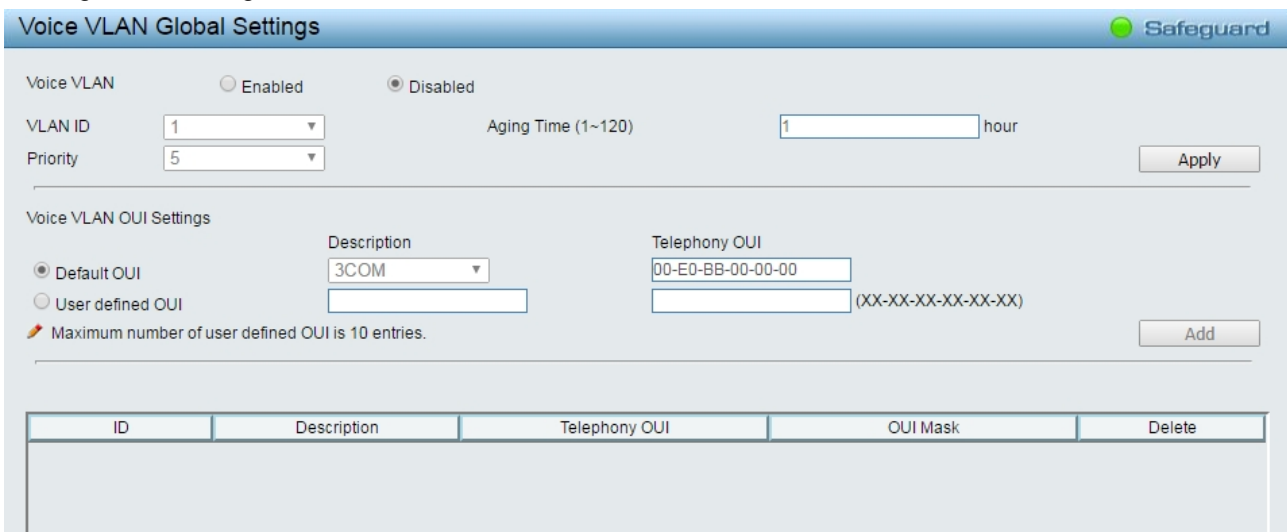 Voice VLAN Global Settings Safeguard
Voice VLAN Enabled Disabled
VLAN ID 1 Aging Time (1~120) 1 hour
Priority 5 Apply
Voice VLAN OUI Settings
Description Telephony OUI
Default OUI 3COM 00-E0-BB-00-00-00
User defined OUI (XX-XX-XX-XX-XX-XX)
Maximum number of user defined OUI is 10 entries. Add
ID Description Telephony OUI OUI Mask Delete